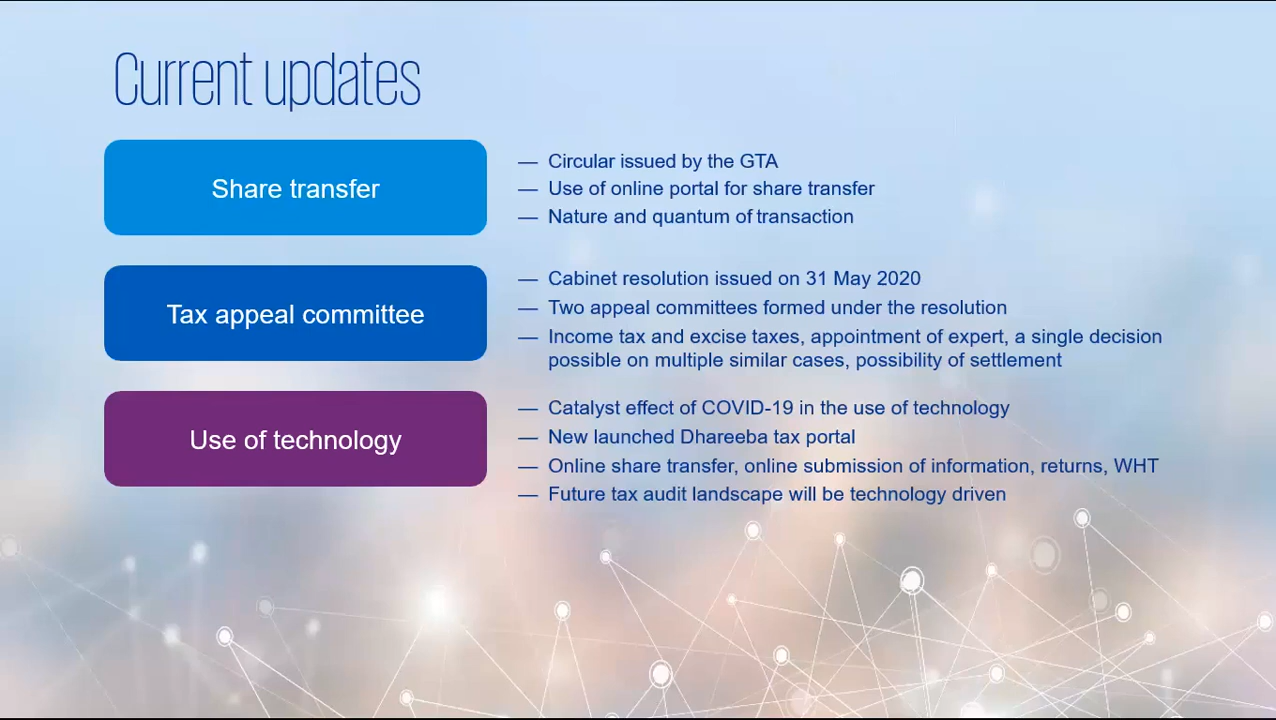 Current updates
Share transfer
— Circular issued by the GTA
— Use of online portal for share transfer
— Nature and quantum of transaction
Tax appeal committee
— Cabinet resolution issued on 31 May 2020
— Two appeal committees formed under the resolution
— Income tax and excise taxes, appointment of expert, a single decision
possible on multiple similar cases, possibility of settlement
Use of technology
— Catalyst effect of COVID-19 in the use of technology
— New launched Dhareeba tax portal
— Online share transfer, online submission of information, returns, WHT
— Future tax audit landscape will be technology driven